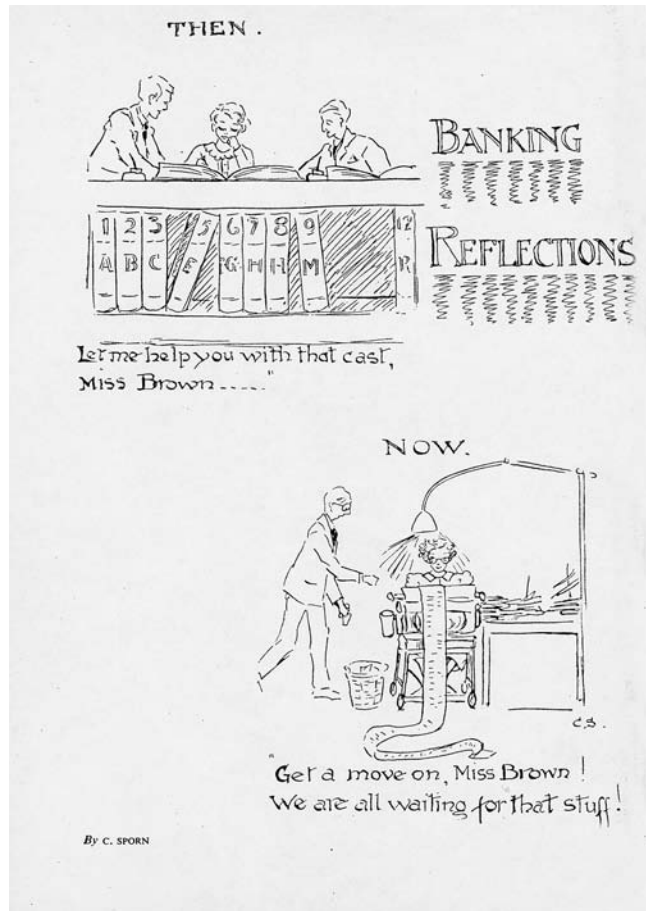 THEN.
BANKING
REFLECTIONS
1 2 3 5 6 7 8 9 12
A B C E G H H M R
Let me help you with that cast,
Miss Brown ....."
NOW.
C.S.
"Get a move on, Miss Brown!
We are all waiting for that stuff!
By C. SPORN